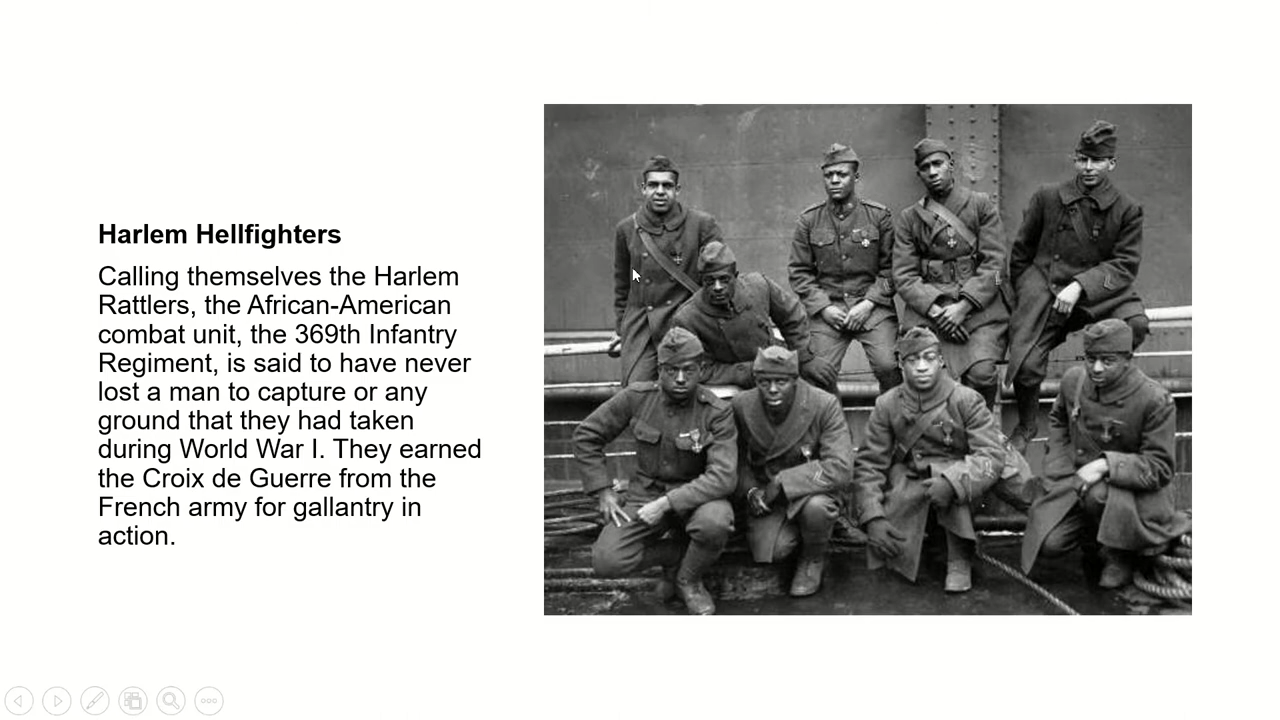 Harlem Hellfighters
Calling themselves the Harlem
Rattlers, the African-American
combat unit, the 369th Infantry
Regiment, is said to have never
lost a man to capture or any
ground that they had taken
during World War I. They earned
the Croix de Guerre from the
French army for gallantry in
action.